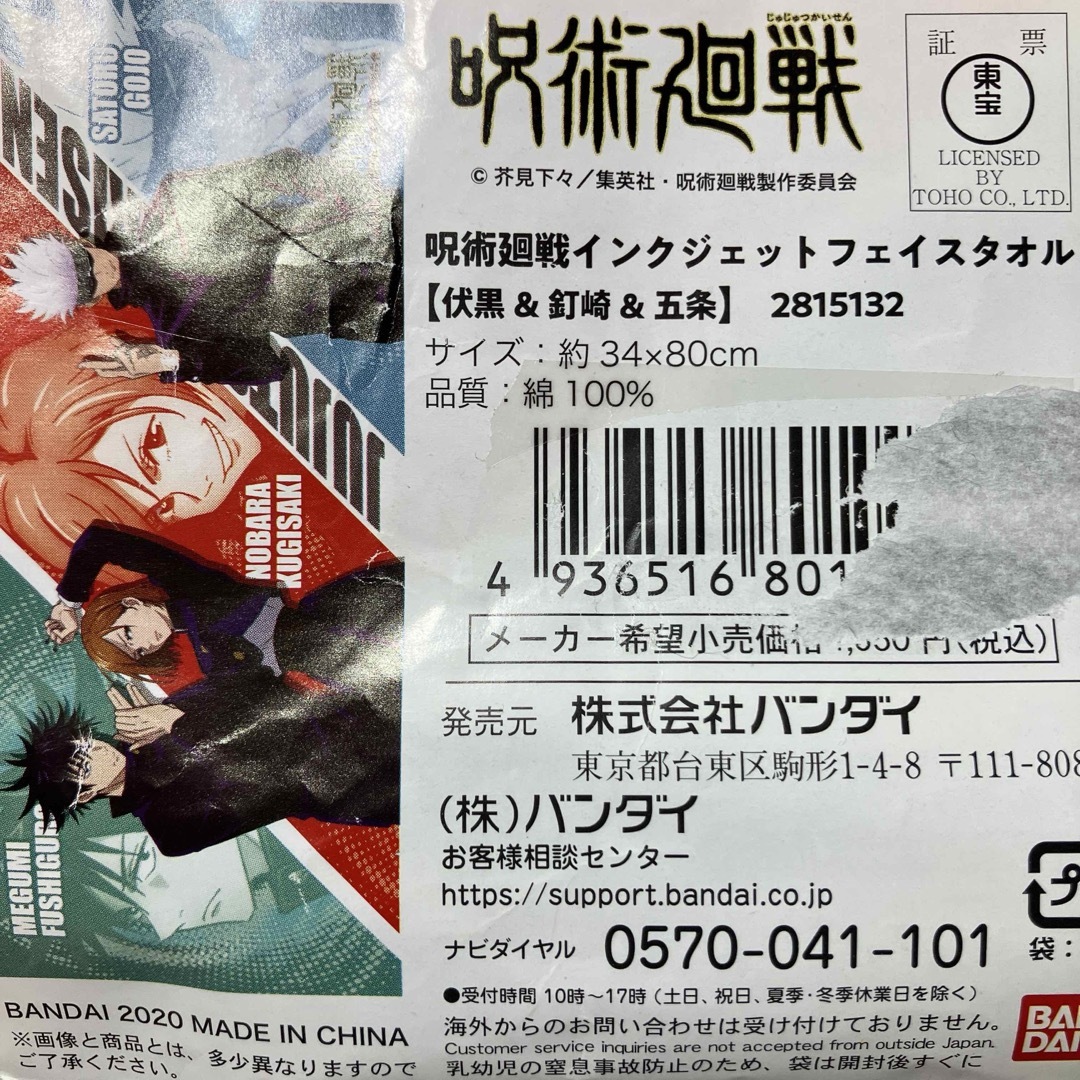 SATORU
GOJO
NOBARA
KUGISAKI
MEGUMI
BANDAI 2020 MADE IN CHINA
※画像と商品とは、多少異なりますので
ご了承ください。
じゅじゅつかいせん
呪術廻戦
© 芥見下々／集英社・呪術廻戦製作委員会
証 票
東宝
LICENSED
BY
TOHO CO., LTD.
呪術廻戦インクジェットフェイスタオル
【伏黒 & 釘崎 & 五条】 2815132
サイズ：約 34×80cm
品質：綿 100%
4 936516 801
メーカー希望小売価格 円(税込)
発売元 株式会社バンダイ
東京都台東区駒形1-4-8 〒111-808
(株)バンダイ
お客様相談センター
https://support.bandai.co.jp
プ
ナビダイヤル 0570-041-101
袋：
●受付時間 10時～17時（土日、祝日、夏季・冬季休業日を除く）
海外からのお問い合わせは受け付けておりません。
Customer service inquiries are not accepted from outside Japan.
乳幼児の窒息事故防止のため、袋は開封後すぐに
BAN
DAI